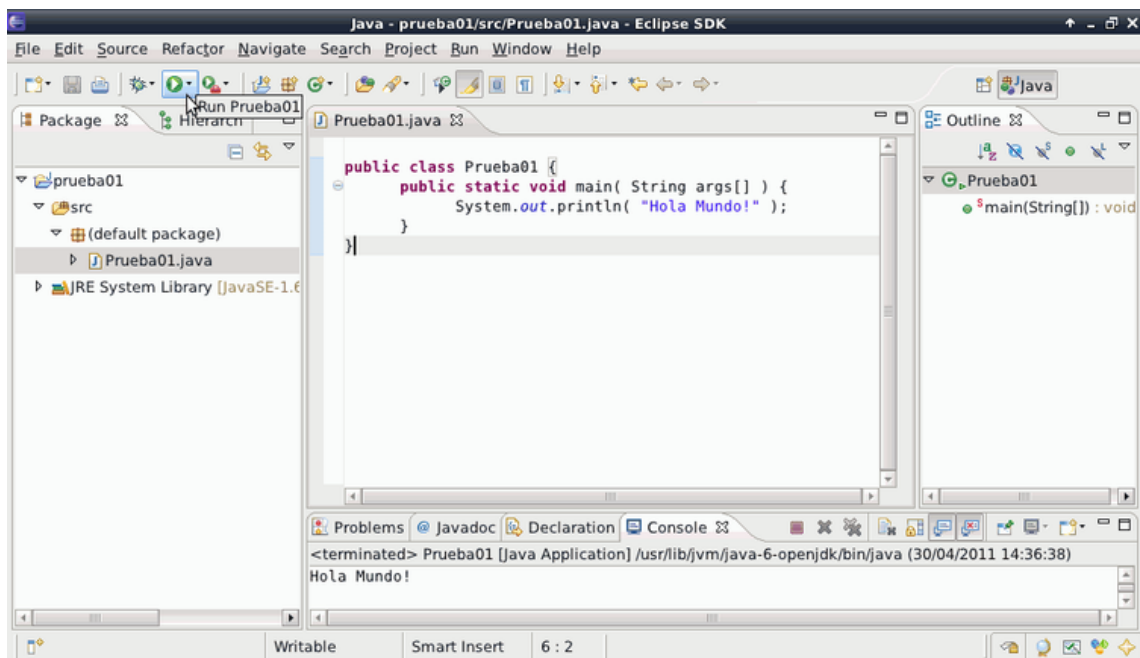 Java - prueba01/src/Prueba01.java - Eclipse SDK
File Edit Source Refactor Navigate Search Project Run Window Help
Java
Run Prueba01
Package
Hierarch
prueba01
src
(default package)
Prueba01.java
JRE System Library [JavaSE-1.6
Prueba01.java
public class Prueba01 {
public static void main( String args[] ) {
System.out.println( "Hola Mundo!" );
}
}
Outline
Prueba01
main(String[]) : void
Problems @ Javadoc Declaration Console
<terminated> Prueba01 [Java Application] /usr/lib/jvm/java-6-openjdk/bin/java (30/04/2011 14:36:38)
Hola Mundo!
Writable Smart Insert 6 : 2